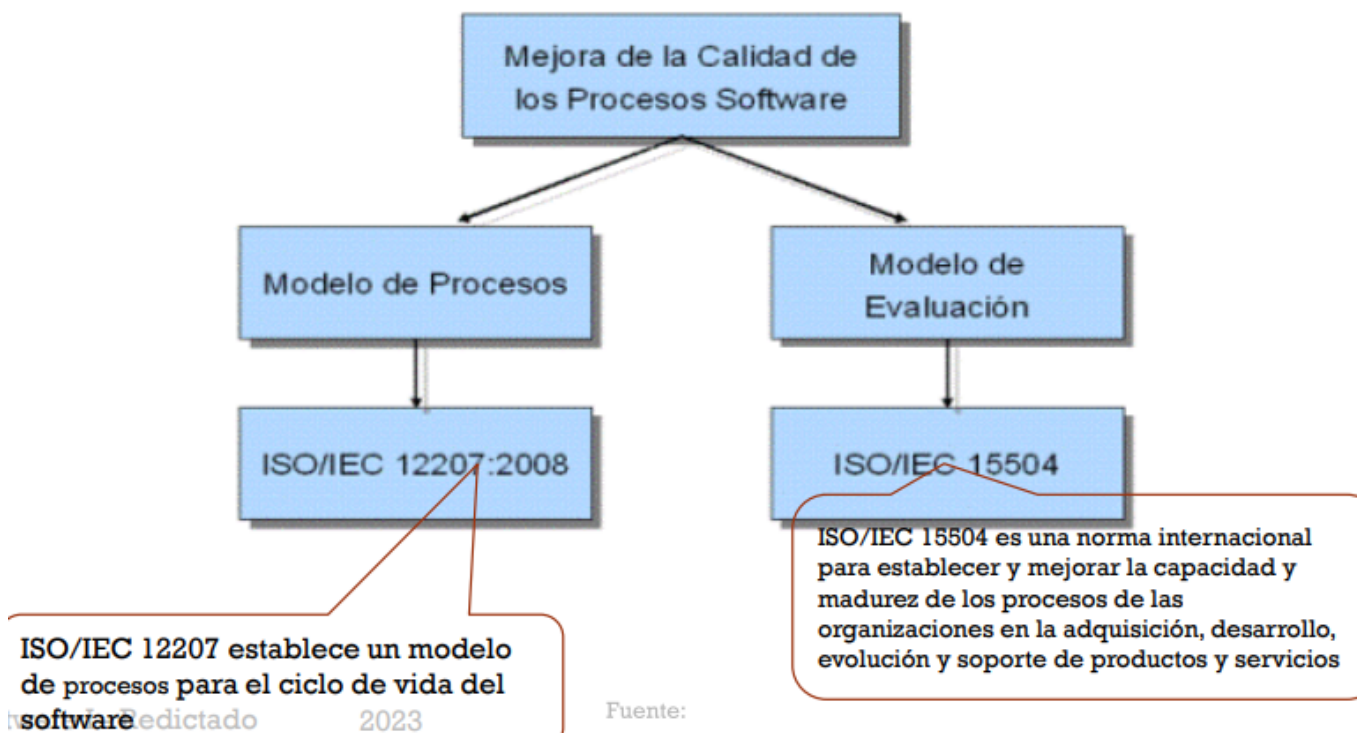 Mejora de la Calidad de
los Procesos Software
Modelo de Procesos
Modelo de
Evaluación
ISO/IEC 12207:2008
ISO/IEC 15504
ISO/IEC 15504 es una norma internacional
para establecer y mejorar la capacidad y
madurez de los procesos de las
organizaciones en la adquisición, desarrollo,
evolución y soporte de productos y servicios
ISO/IEC 12207 establece un modelo
de procesos para el ciclo de vida del
software
Redictado 2023
Fuente: